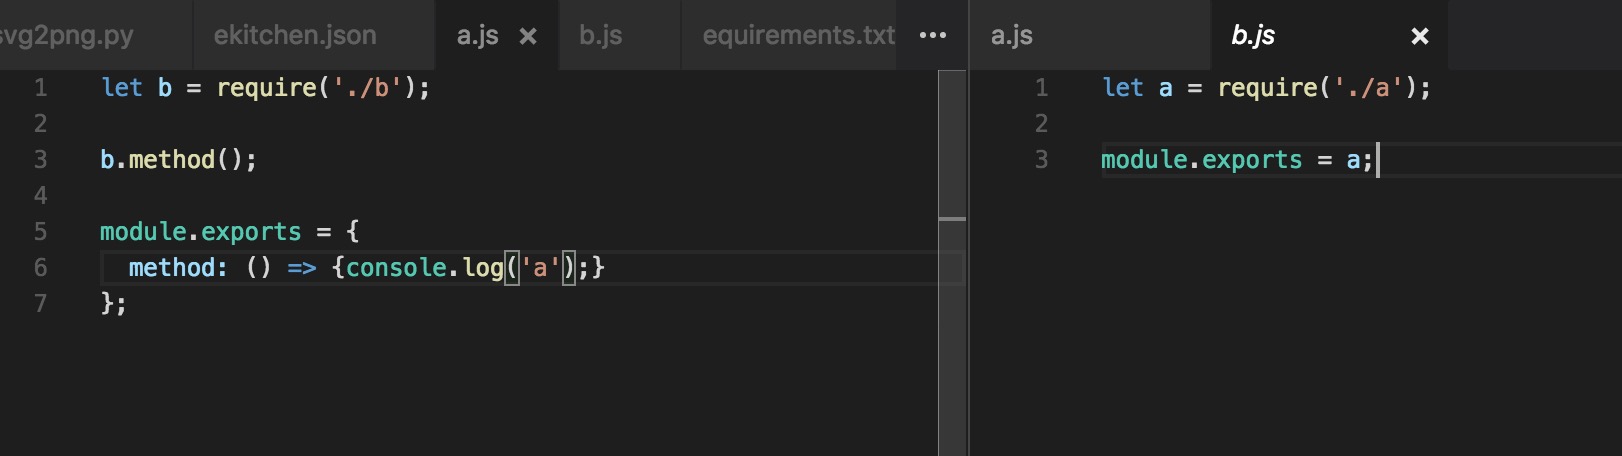 svg2png.py ekitchen.json a.js × b.js equirements.txt ••• a.js b.js ×
1 let b = require('./b');
2
3 b.method();
4
5 module.exports = {
6 method: () => {console.log('a');}
7 };
1 let a = require('./a');
2
3 module.exports = a;